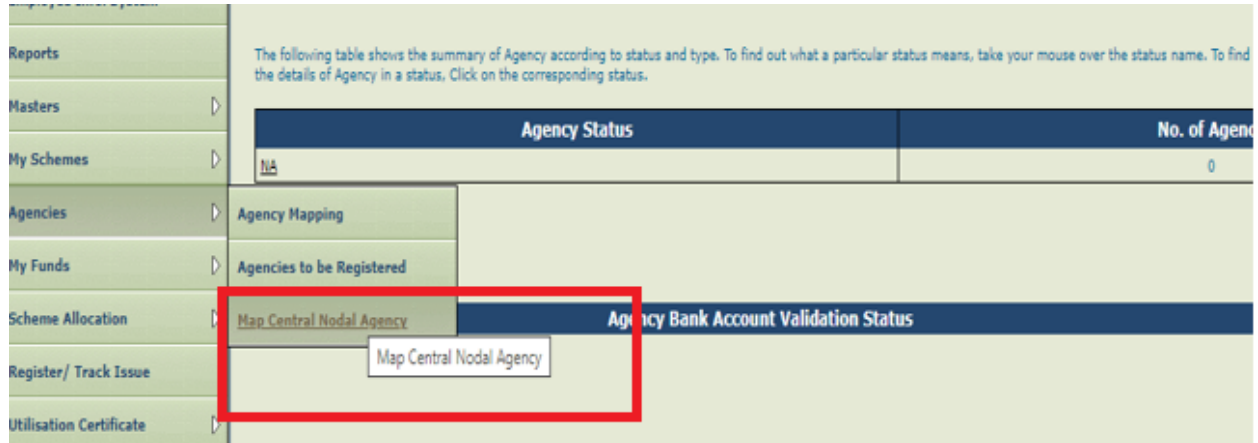 Reports
Masters
My Schemes
Agencies
My Funds
Scheme Allocation
Register/ Track Issue
Utilisation Certificate
The following table shows the summary of Agency according to status and type. To find out what a particular status means, take your mouse over the status name. To find
the details of Agency in a status, Click on the corresponding status.
Agency Status No. of Agenc
NA 0
Agency Mapping
Agencies to be Registered
Map Central Nodal Agency
Map Central Nodal Agency
Agency Bank Account Validation Status